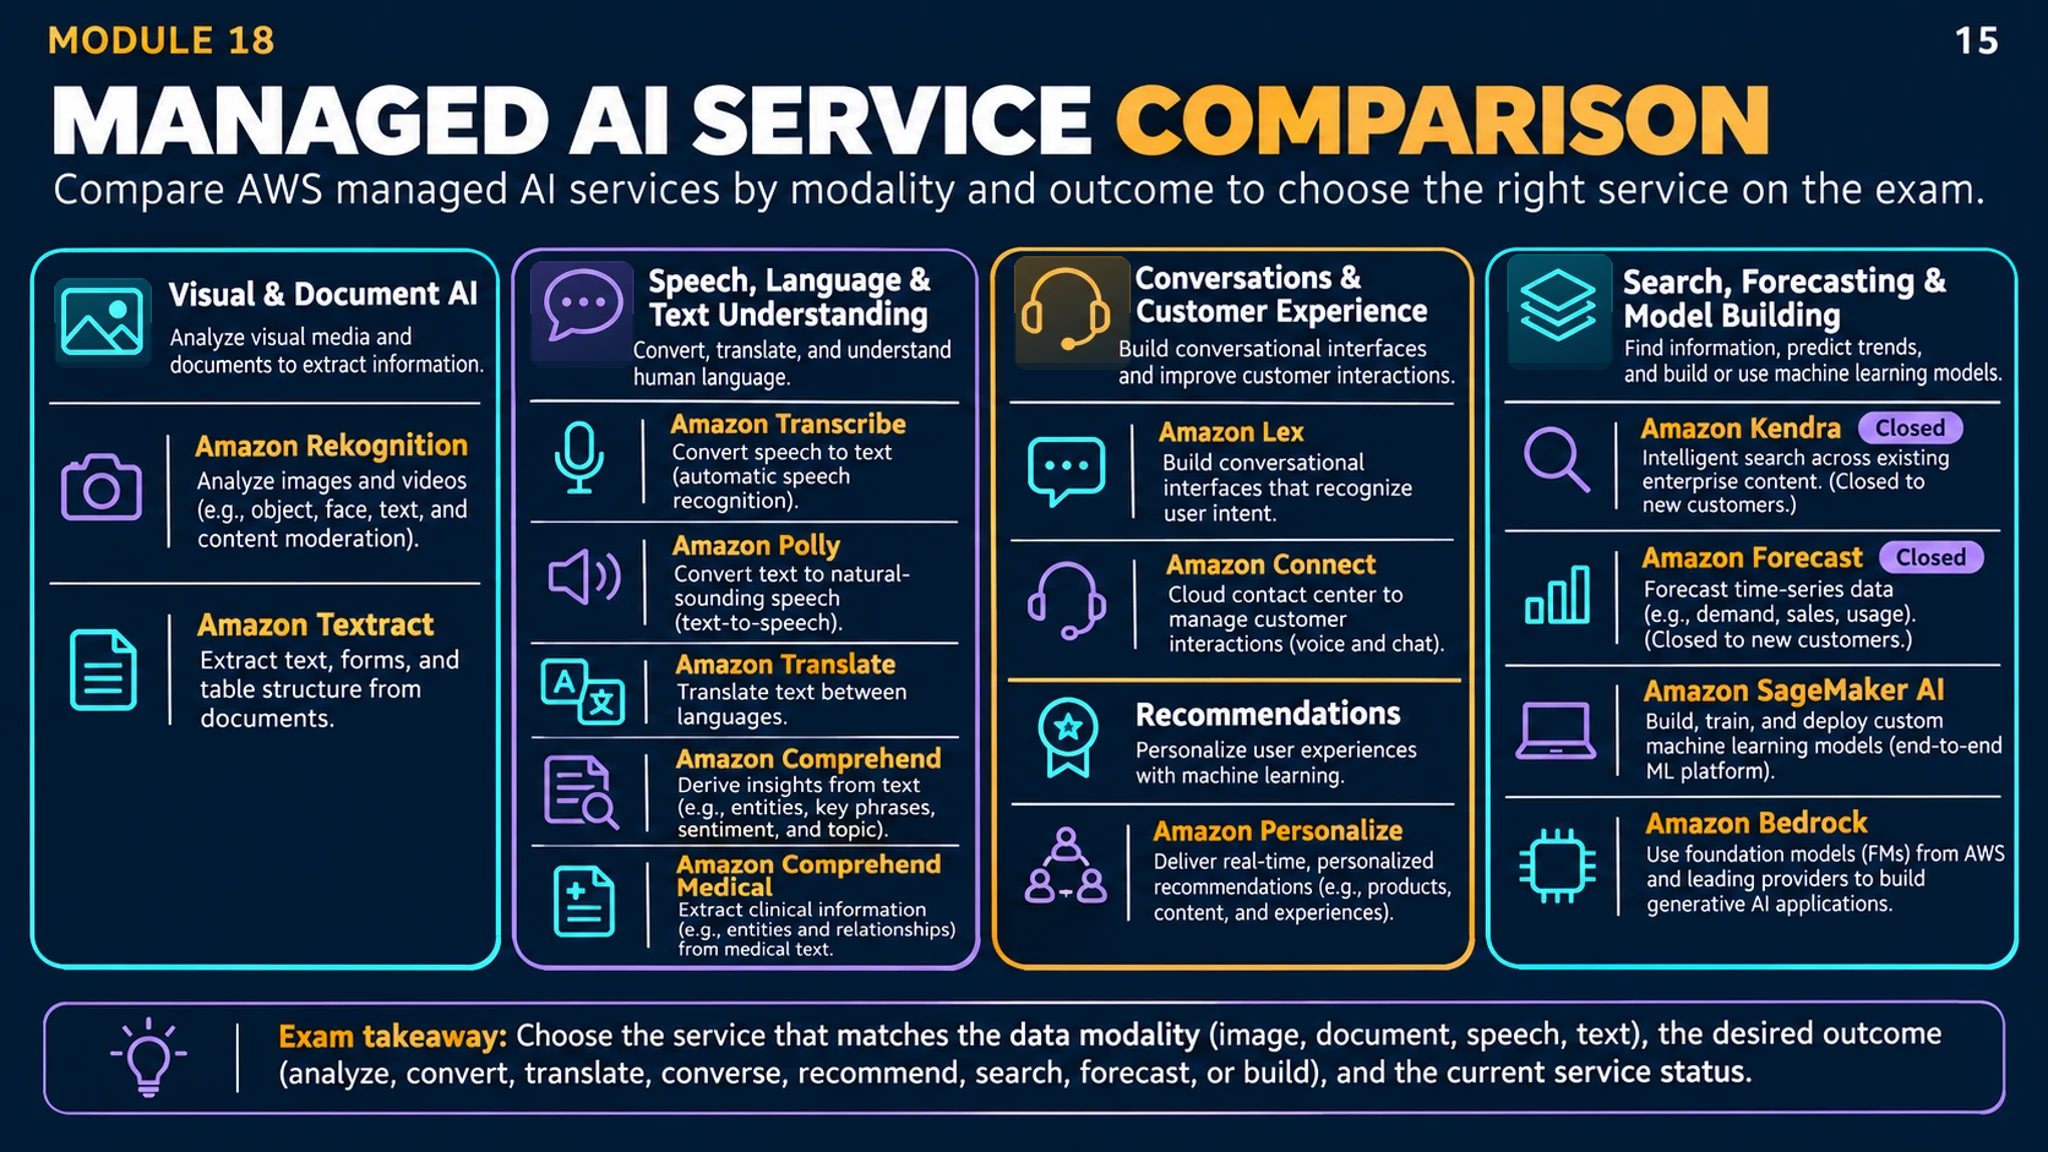 MODULE 18
15
MANAGED AI SERVICE COMPARISON
Compare AWS managed AI services by modality and outcome to choose the right service on the exam.
Visual & Document AI
Analyze visual media and
documents to extract information.
Amazon Rekognition
Analyze images and videos
(e.g., object, face, text, and
content moderation).
Amazon Textract
Extract text, forms, and
table structure from
documents.
Speech, Language &
Text Understanding
Convert, translate, and understand
human language.
Amazon Transcribe
Convert speech to text
(automatic speech
recognition).
Amazon Polly
Convert text to natural-
sounding speech
(text-to-speech).
A 文
Amazon Translate
Translate text between
languages.
Amazon Comprehend
Derive insights from text
(e.g., entities, key phrases,
sentiment, and topic).
Amazon Comprehend
Medical
Extract clinical information
(e.g., entities and relationships)
from medical text.
Conversations &
Customer Experience
Build conversational interfaces
and improve customer interactions.
Amazon Lex
Build conversational
interfaces that recognize
user intent.
Amazon Connect
Cloud contact center to
manage customer
interactions (voice and chat).
Recommendations
Personalize user experiences
with machine learning.
Amazon Personalize
Deliver real-time, personalized
recommendations (e.g., products,
content, and experiences).
Search, Forecasting &
Model Building
Find information, predict trends,
and build or use machine learning models.
Amazon Kendra Closed
Intelligent search across existing
enterprise content. (Closed to
new customers.)
Amazon Forecast Closed
Forecast time-series data
(e.g., demand, sales, usage).
(Closed to new customers.)
Amazon SageMaker AI
Build, train, and deploy custom
machine learning models (end-to-end
ML platform).
Amazon Bedrock
Use foundation models (FMs) from AWS
and leading providers to build
generative AI applications.
Exam takeaway: Choose the service that matches the data modality (image, document, speech, text), the desired outcome
(analyze, convert, translate, converse, recommend, search, forecast, or build), and the current service status.